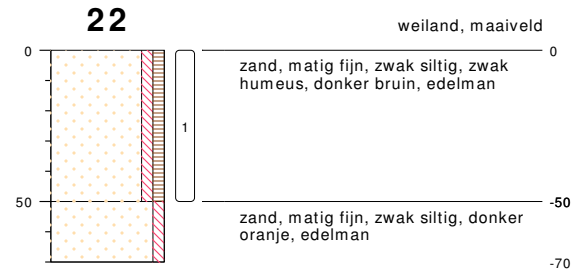 22
weiland, maaiveld
0
0
zand, matig fijn, zwak siltig, zwak
humeus, donker bruin, edelman
1
50
-50
zand, matig fijn, zwak siltig, donker
oranje, edelman
-70